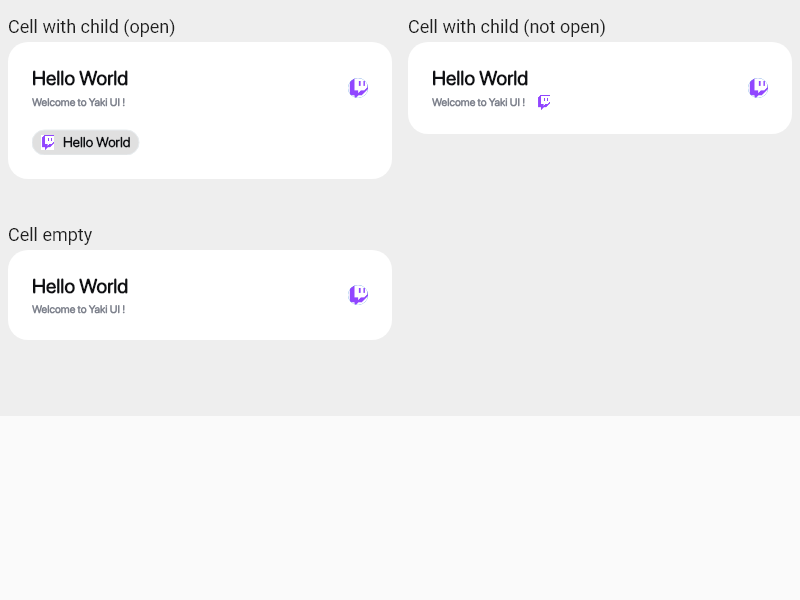 Cell with child (open)
Hello World
Welcome to Yaki UI !
Hello World
Cell with child (not open)
Hello World
Welcome to Yaki UI !
Cell empty
Hello World
Welcome to Yaki UI !